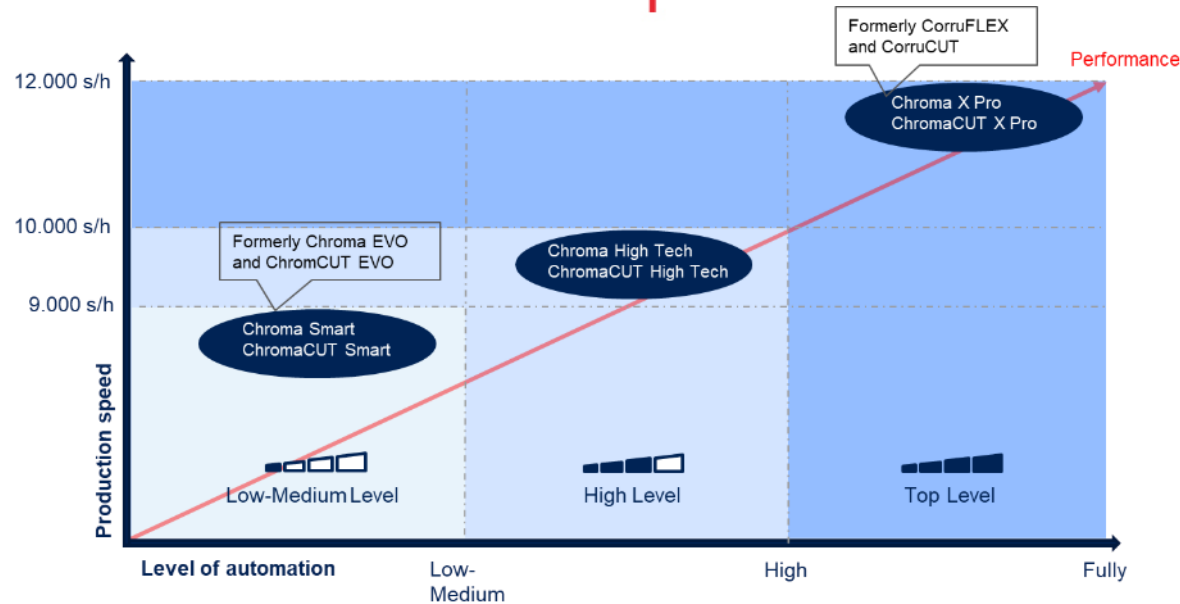 Formerly CorruFLEX
and CorruCUT
Performance
12.000 s/h
Chroma X Pro
ChromaCUT X Pro
10.000 s/h
Formerly Chroma EVO
and ChromCUT EVO
Chroma High Tech
ChromaCUT High Tech
9.000 s/h
Chroma Smart
ChromaCUT Smart
Production speed
Low-Medium Level
High Level
Top Level
Level of automation
Low-
Medium
High
Fully